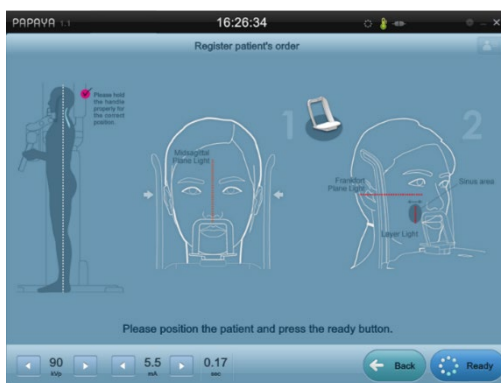 PAPAYA 1.1
16:26:34
Register patient's order
Please hold
the handle
properly for
the correct
position.
1
2
Midsagittal
Plane Light
Frankfort
Plane Light
Sinus area
Layer Light
Please position the patient and press the ready button.
90
kVp
5.5
mA
0.17
sec
Back
Ready